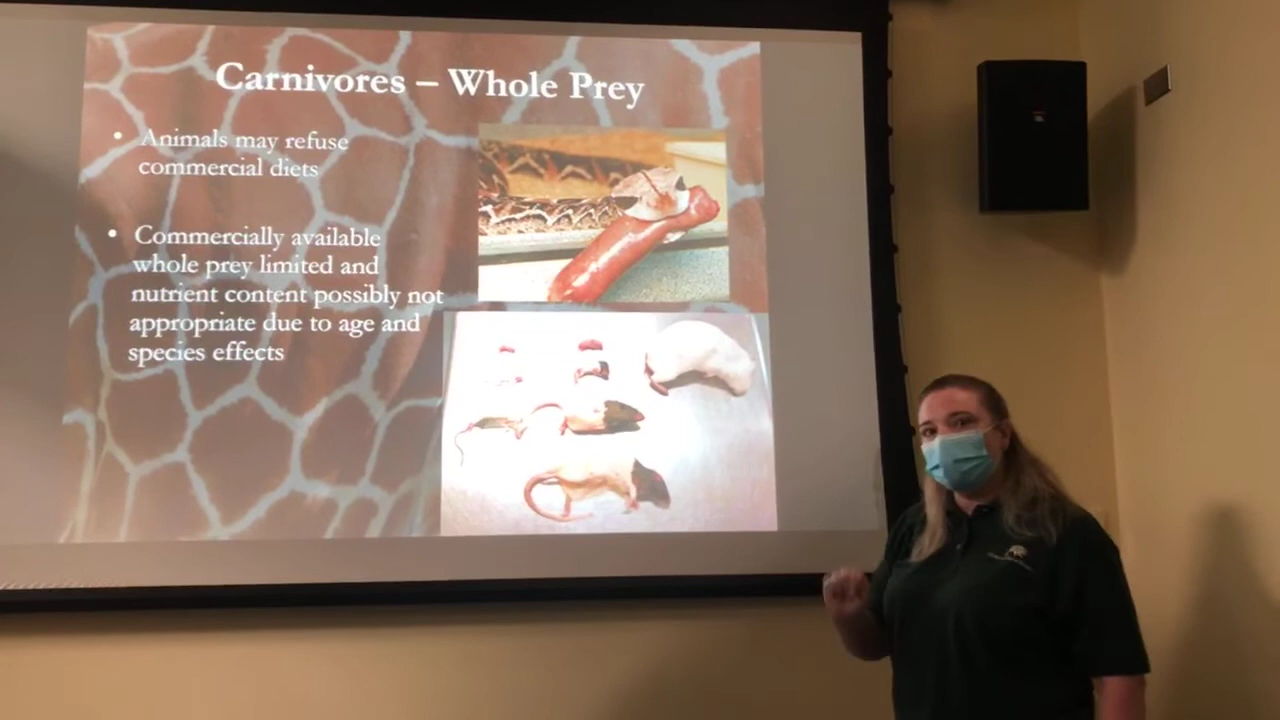 Carnivores – Whole Prey
• Animals may refuse
commercial diets
• Commercially available
whole prey limited and
nutrient content possibly not
appropriate due to age and
species effects